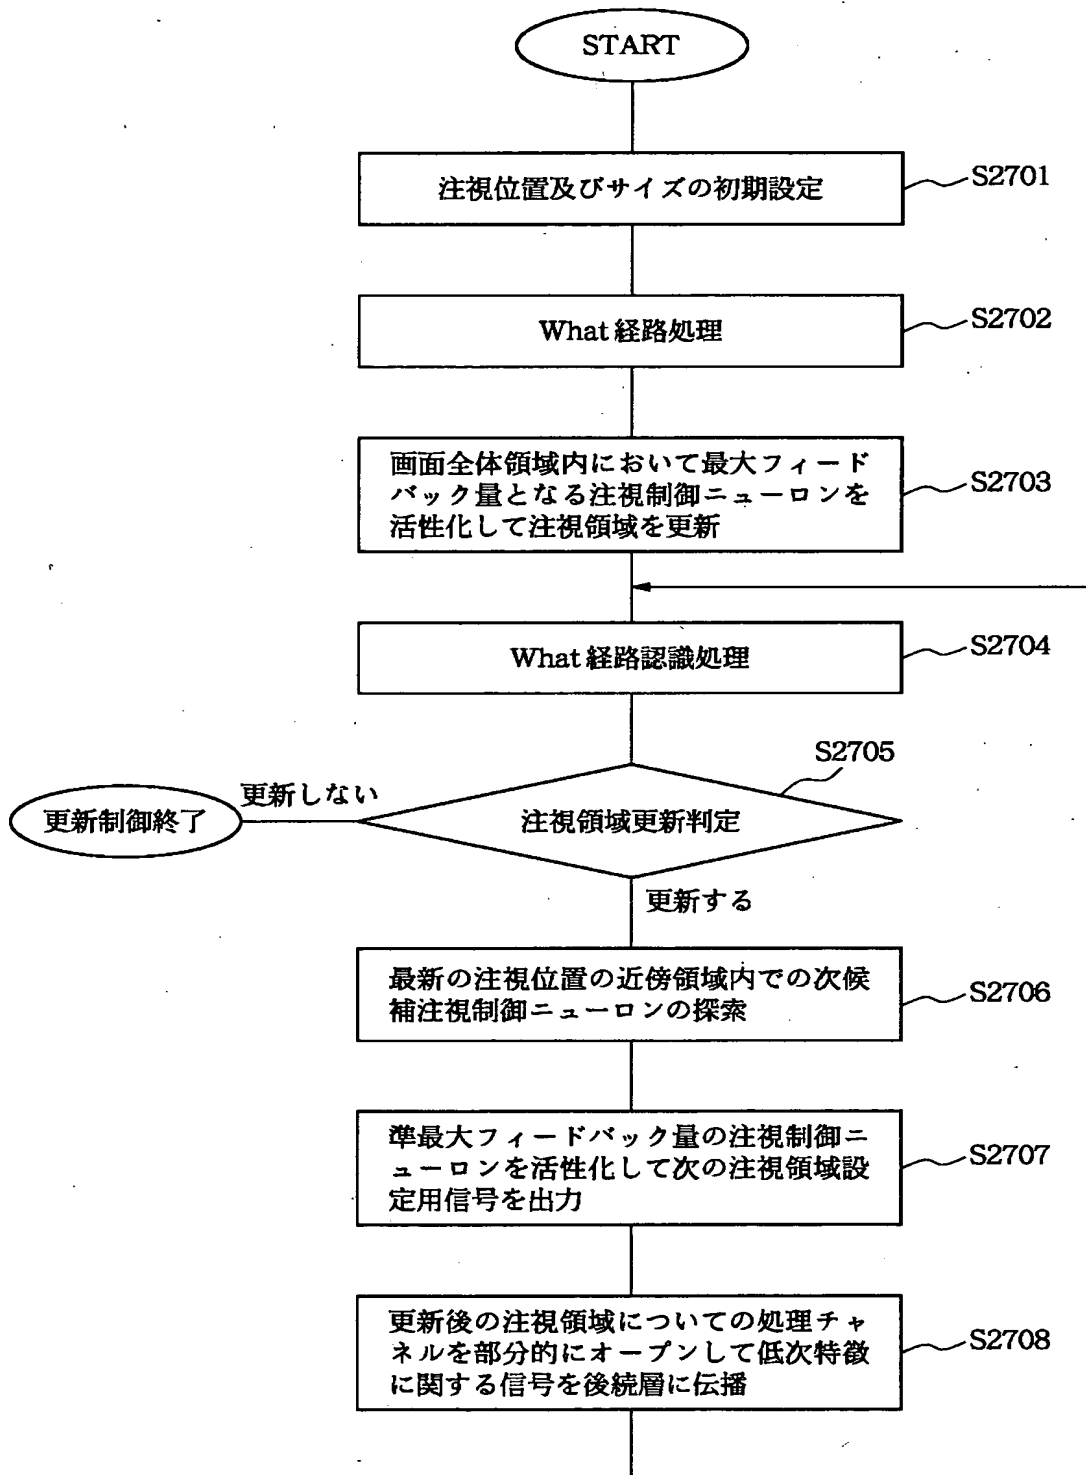 START
注視位置及びサイズの初期設定
S2701
What 経路処理
S2702
画面全体領域内において最大フィード
バック量となる注視制御ニューロンを
活性化して注視領域を更新
S2703
What 経路認識処理
S2704
S2705
更新しない
更新制御終了
注視領域更新判定
更新する
最新の注視位置の近傍領域内での次候
補注視制御ニューロンの探索
S2706
準最大フィードバック量の注視制御ニ
ューロンを活性化して次の注視領域設
定用信号を出力
S2707
更新後の注視領域についての処理チャ
ネルを部分的にオープンして低次特徴
に関する信号を後続層に伝播
S2708